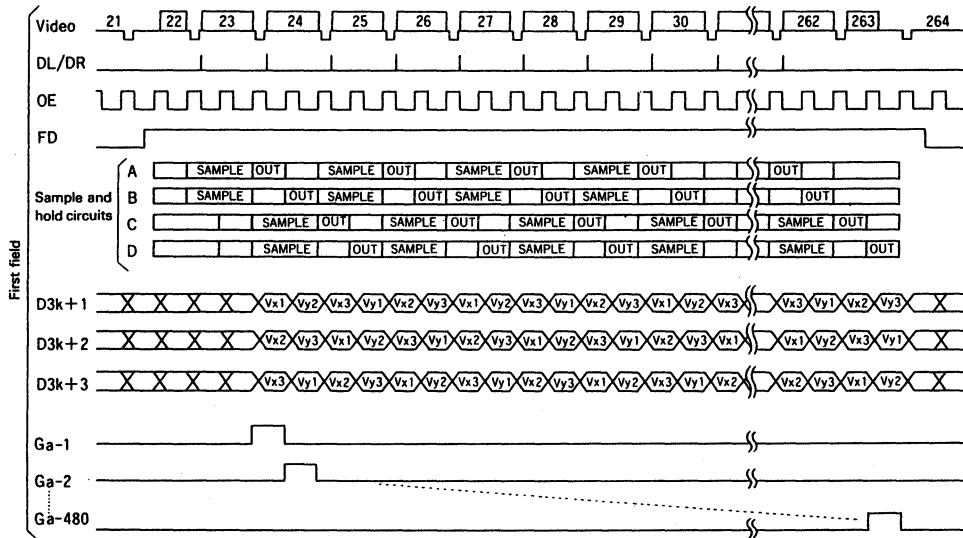 First field
Video 21 22 23 24 25 26 27 28 29 30 262 263 264
DL/DR
OE
FD
Sample and hold circuits
A SAMPLE OUT SAMPLE OUT SAMPLE OUT SAMPLE OUT OUT
B SAMPLE OUT SAMPLE OUT SAMPLE OUT SAMPLE OUT OUT
C SAMPLE OUT SAMPLE OUT SAMPLE OUT SAMPLE OUT SAMPLE OUT
D SAMPLE OUT SAMPLE OUT SAMPLE OUT SAMPLE SAMPLE OUT
D3k+1 Vx1 Vy2 Vx3 Vy1 Vx2 Vy3 Vx1 Vy2 Vx3 Vy1 Vx2 Vy3 Vx1 Vy2 Vx3 Vx3 Vy1 Vx2 Vy3
D3k+2 Vx2 Vy3 Vx1 Vy2 Vx3 Vy1 Vx2 Vy3 Vx1 Vy2 Vx3 Vy1 Vx2 Vy3 Vx1 Vx1 Vy2 Vx3 Vy1
D3k+3 Vx3 Vy1 Vx2 Vy3 Vx1 Vy2 Vx3 Vy1 Vx2 Vy3 Vx1 Vy2 Vx3 Vy1 Vx2 Vx2 Vy3 Vx1 Vy2
Ga-1
Ga-2
Ga-480